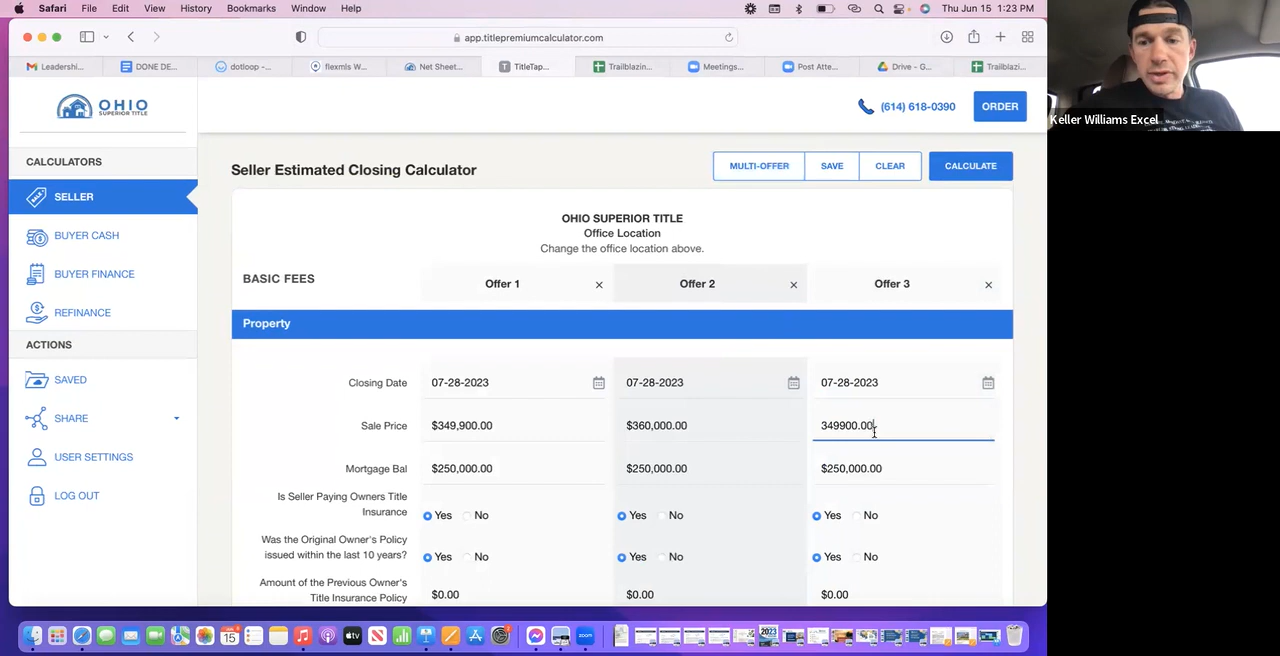 Safari File Edit View History Bookmarks Window Help Thu Jun 15 1:23 PM
app.titlepremiumcalculator.com
Leadershi... DONE DE... dotloop -... flexmls W... Net Sheet... TitleTap... Trailblazin... Meetings... Post Atte... Drive - G... Trailblazi...
OHIO
SUPERIOR TITLE
(614) 618-0390 ORDER
Keller Williams Excel
CALCULATORS
SELLER
BUYER CASH
BUYER FINANCE
REFINANCE
ACTIONS
SAVED
SHARE
USER SETTINGS
LOG OUT
Seller Estimated Closing Calculator MULTI-OFFER SAVE CLEAR CALCULATE
OHIO SUPERIOR TITLE
Office Location
Change the office location above.
BASIC FEES Offer 1 × Offer 2 × Offer 3 ×
Property
Closing Date 07-28-2023 07-28-2023 07-28-2023
Sale Price $349,900.00 $360,000.00 349900.00
Mortgage Bal $250,000.00 $250,000.00 $250,000.00
Is Seller Paying Owners Title
Insurance Yes No Yes No Yes No
Was the Original Owner's Policy
issued within the last 10 years? Yes No Yes No Yes No
Amount of the Previous Owner's
Title Insurance Policy $0.00 $0.00 $0.00